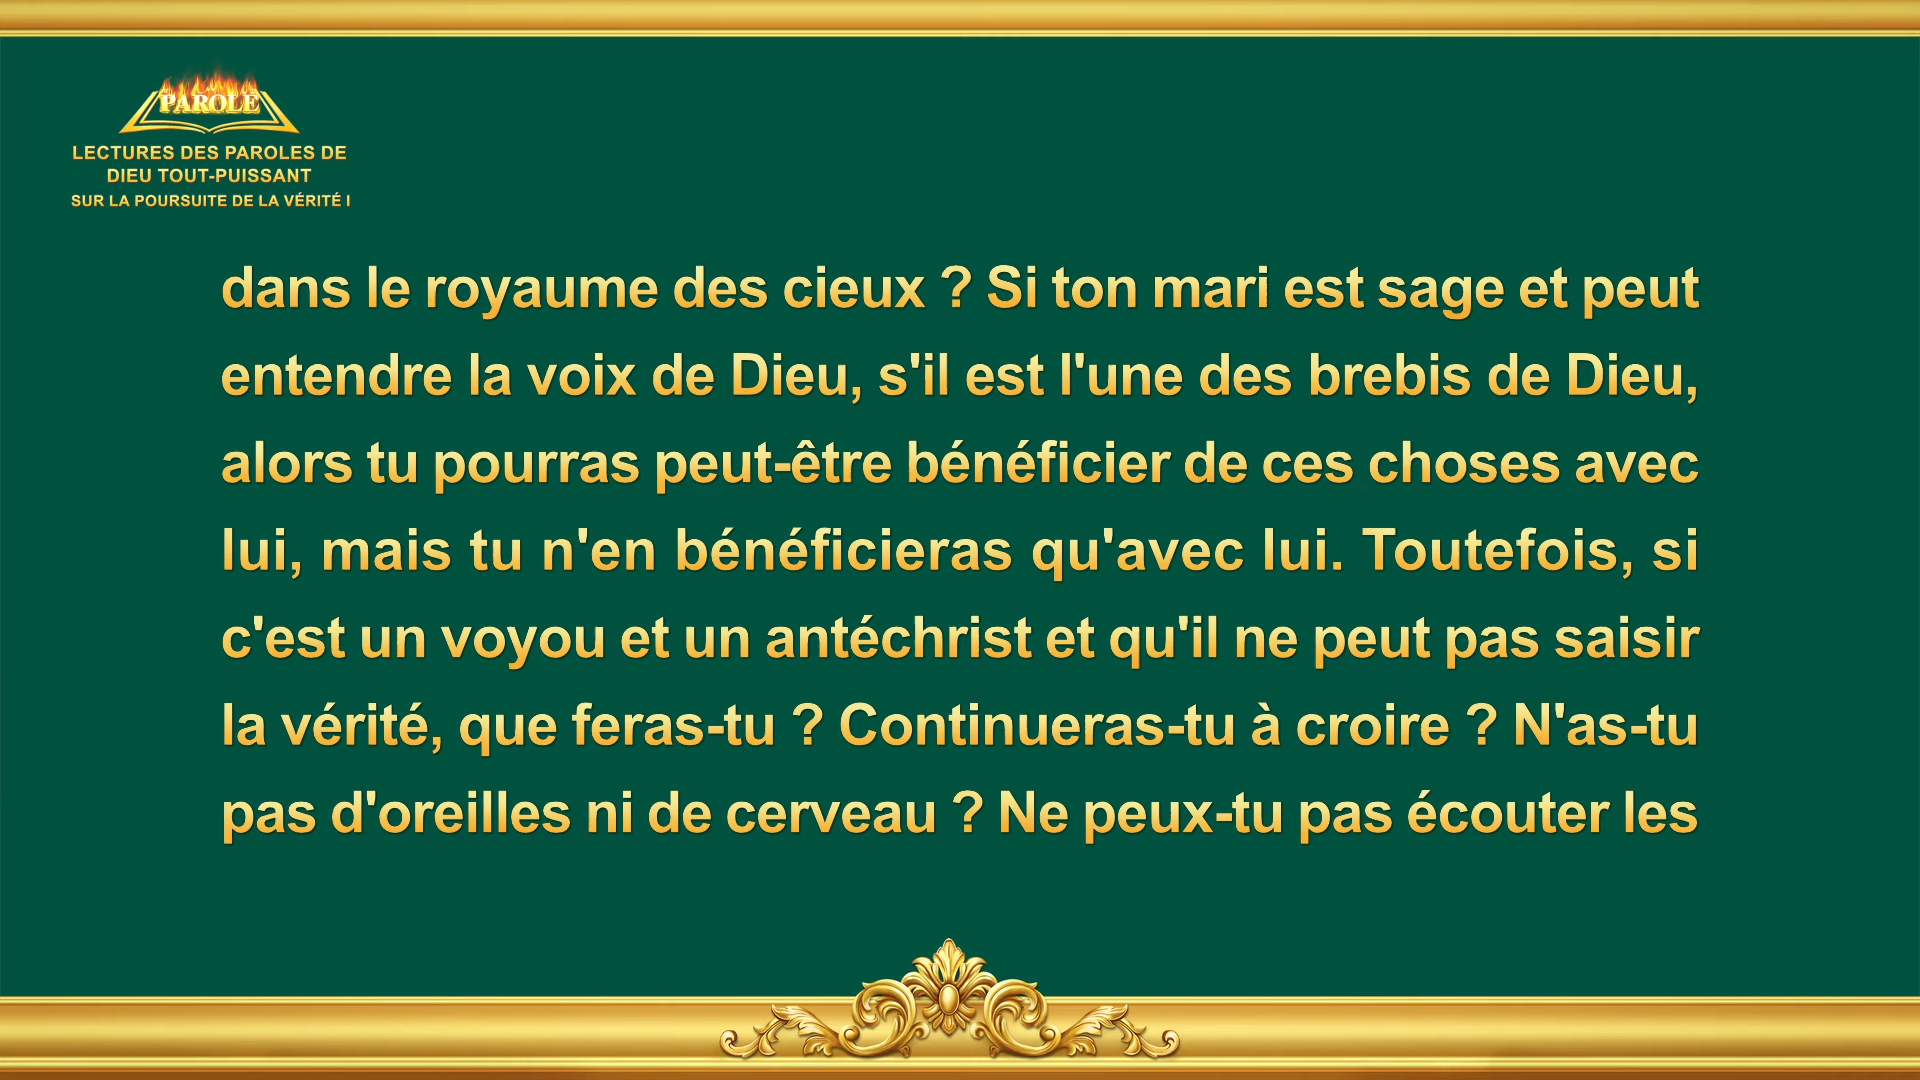 PAROLE
LECTURES DES PAROLES DE
DIEU TOUT-PUISSANT
SUR LA POURSUITE DE LA VÉRITÉ I
dans le royaume des cieux ? Si ton mari est sage et peut
entendre la voix de Dieu, s'il est l'une des brebis de Dieu,
alors tu pourras peut-être bénéficier de ces choses avec
lui, mais tu n'en bénéficieras qu'avec lui. Toutefois, si
c'est un voyou et un antéchrist et qu'il ne peut pas saisir
la vérité, que feras-tu ? Continueras-tu à croire ? N'as-tu
pas d'oreilles ni de cerveau ? Ne peux-tu pas écouter les